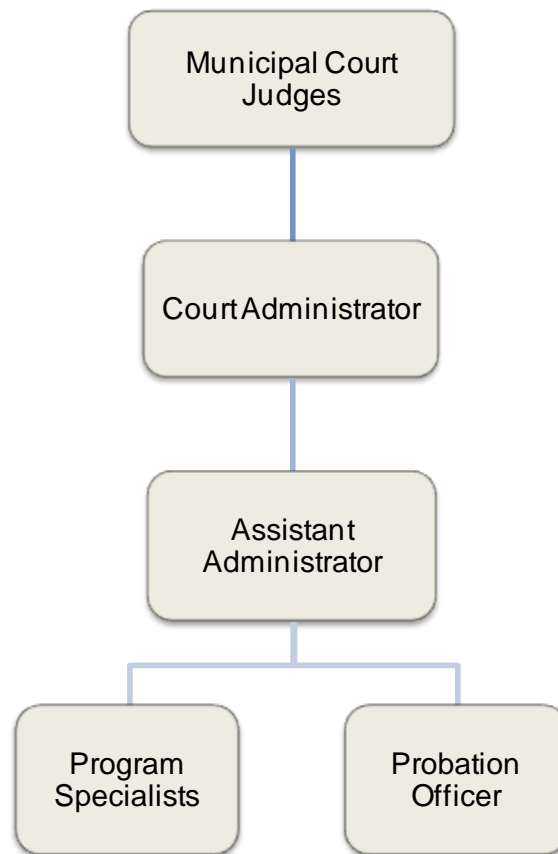 Municipal Court
Judges
Court Administrator
Assistant
Administrator
Program
Specialists
Probation
Officer